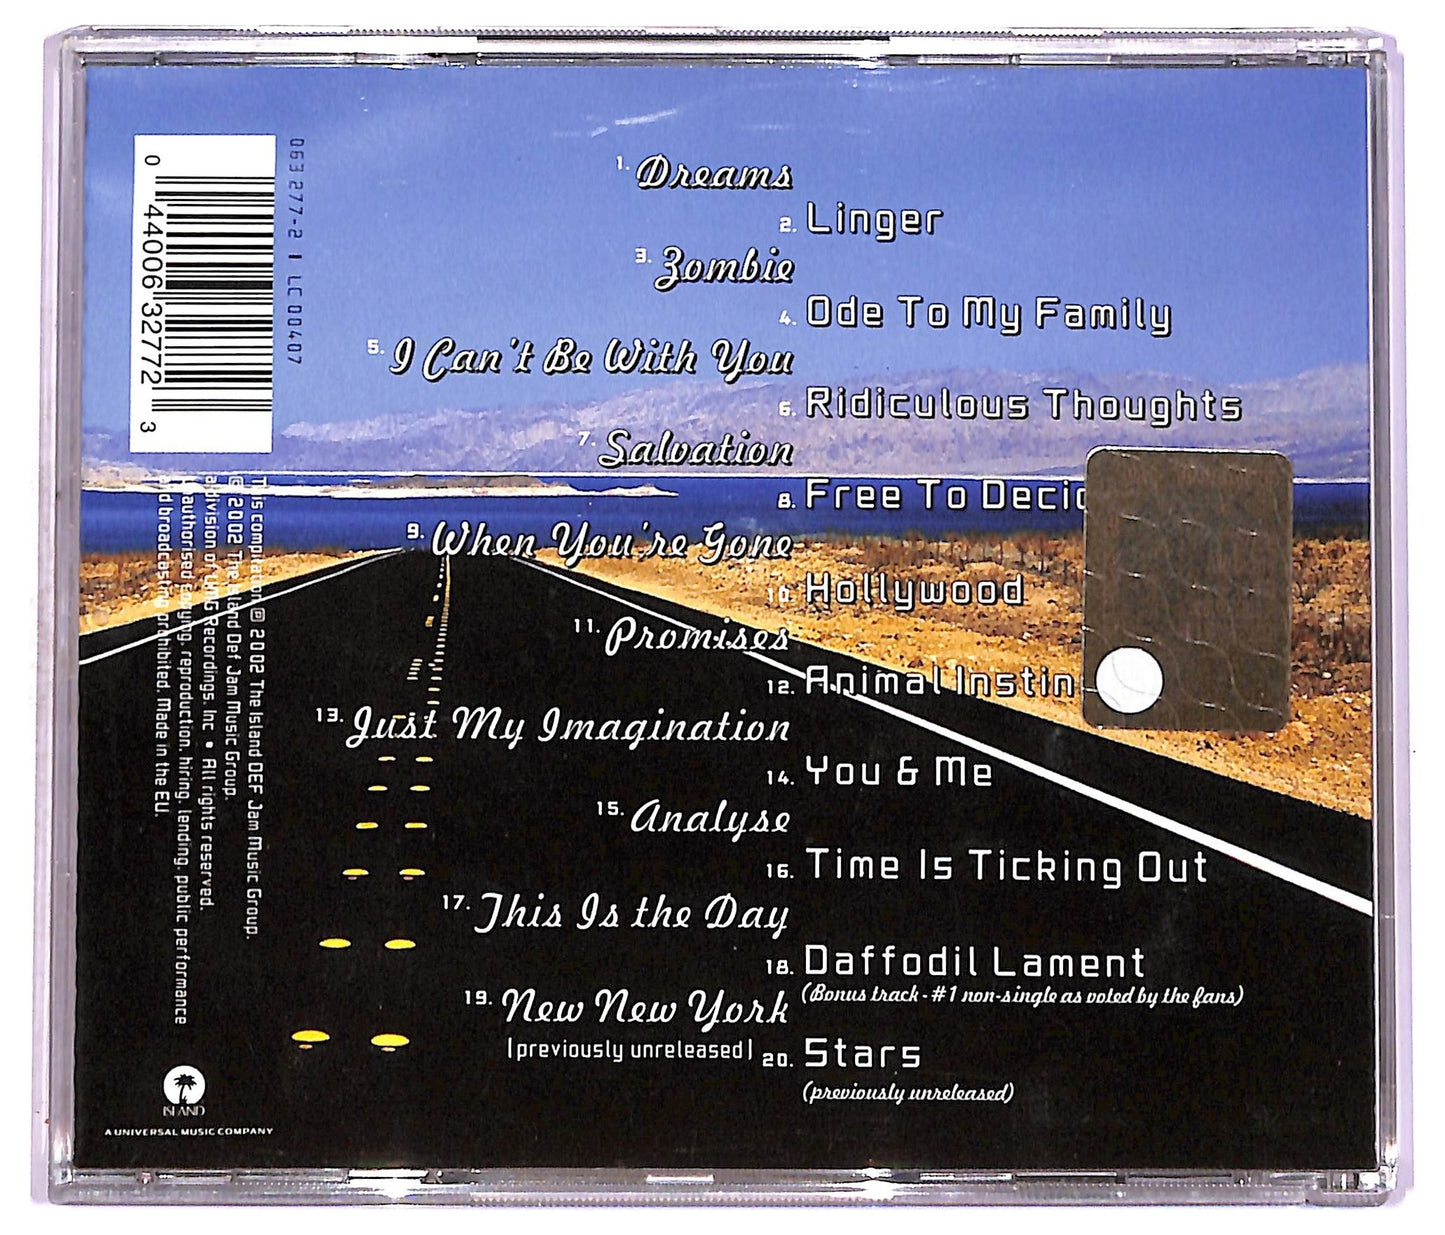 1. Dreams
2. Linger
3. Zombie
4. Ode To My Family
5. I Can't Be With You
6. Ridiculous Thoughts
7. Salvation
8. Free To Decid
9. When You're Gone
10. Hollywood
11. Promises
12. Animal Instin
13. Just My Imagination
14. You & Me
15. Analyse
16. Time Is Ticking Out
17. This Is the Day
18. Daffodil Lament
(Bonus track - #1 non-single as voted by the fans)
19. New New York
[previously unreleased]
20. Stars
(previously unreleased)
0 44006 32772 3
063 277-2 | LC 00407
This compilation ℗ 2002 The Island DEF Jam Music Group.
© 2002 The Island Def Jam Music Group.
a division of UMG Recordings, Inc • All rights reserved.
Unauthorised copying, reproduction, hiring, lending, public performance
and broadcasting prohibited. Made in the EU.
ISLAND
A UNIVERSAL MUSIC COMPANY